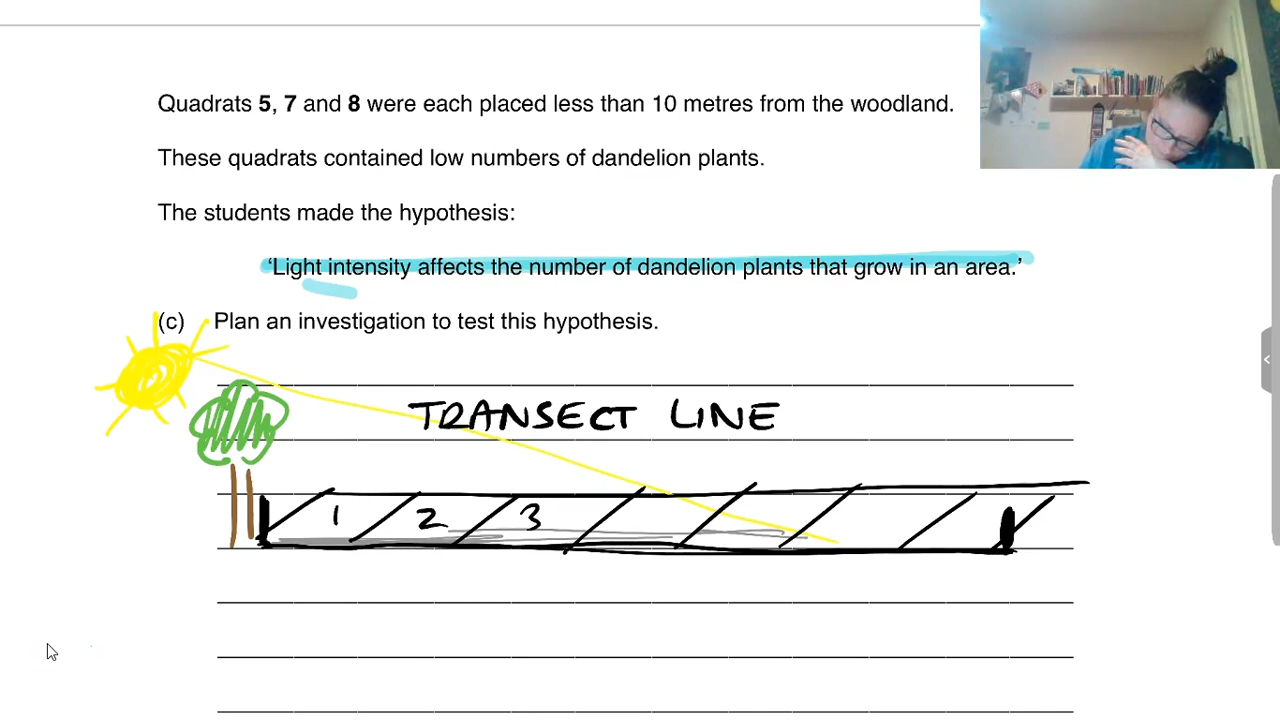 Quadrats 5, 7 and 8 were each placed less than 10 metres from the woodland.
These quadrats contained low numbers of dandelion plants.
The students made the hypothesis:
‘Light intensity affects the number of dandelion plants that grow in an area.’
(c) Plan an investigation to test this hypothesis.
TRANSECT LINE
1 2 3